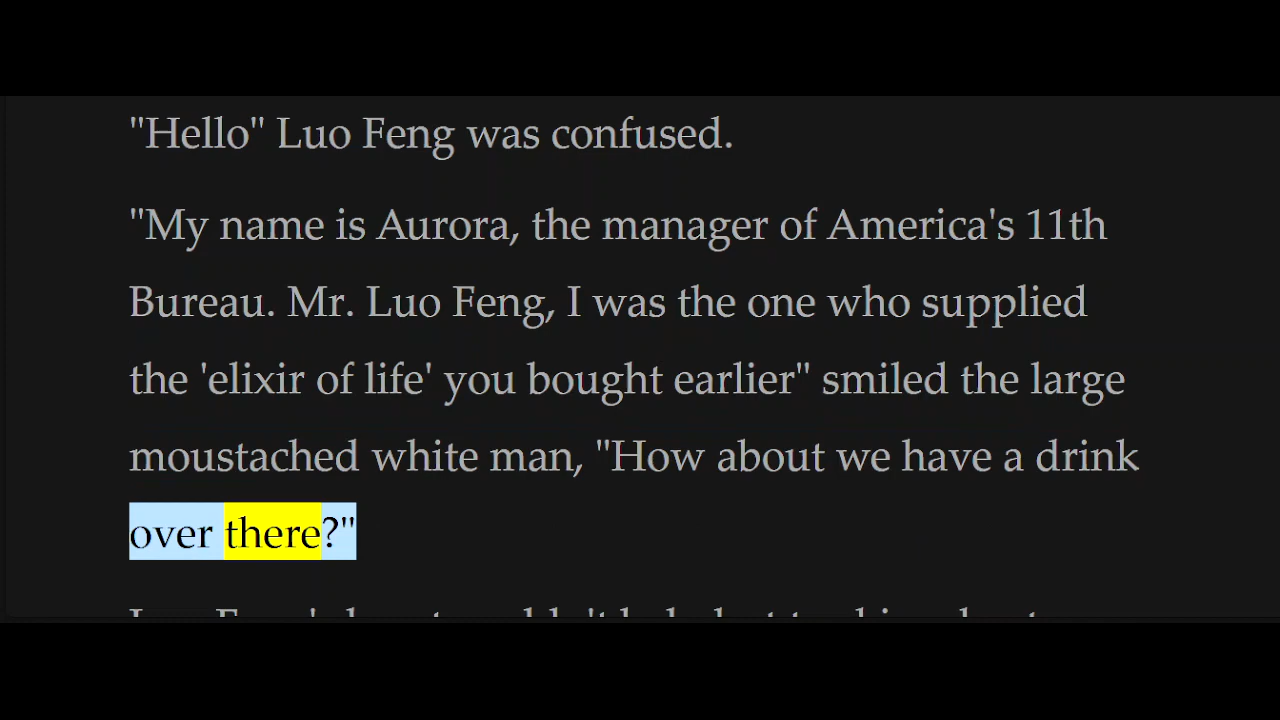 "Hello" Luo Feng was confused.
"My name is Aurora, the manager of America's 11th
Bureau. Mr. Luo Feng, I was the one who supplied
the 'elixir of life' you bought earlier" smiled the large
moustached white man, "How about we have a drink
over there?"